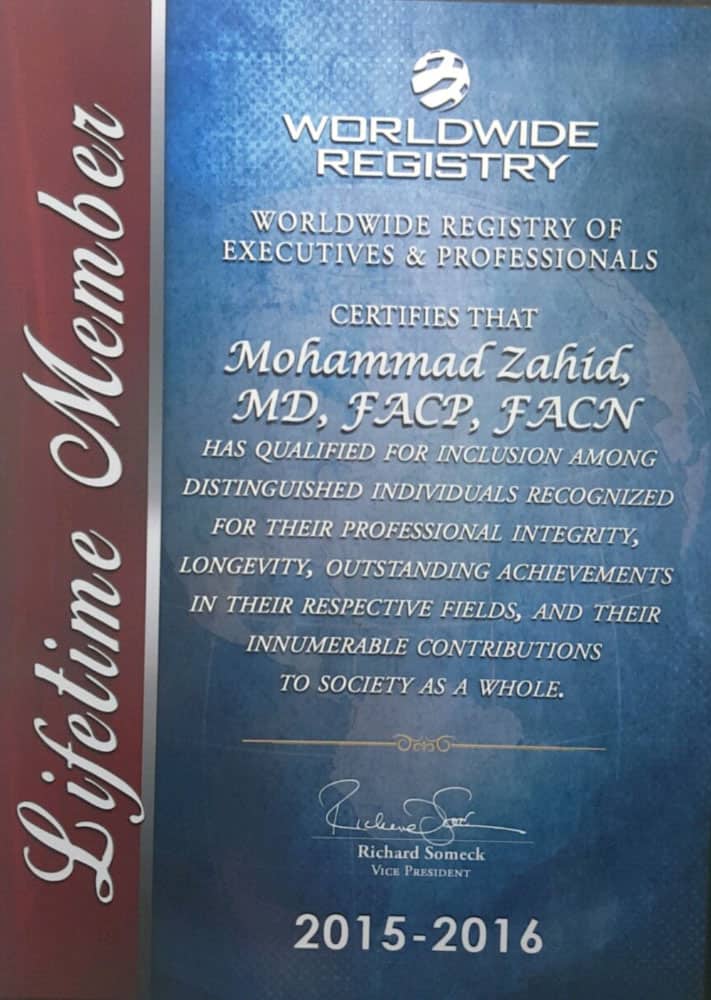 Lifetime Member
WORLDWIDE
REGISTRY
WORLDWIDE REGISTRY OF
EXECUTIVES & PROFESSIONALS
CERTIFIES THAT
Mohammad Zahid,
MD, FACP, FACN
HAS QUALIFIED FOR INCLUSION AMONG
DISTINGUISHED INDIVIDUALS RECOGNIZED
FOR THEIR PROFESSIONAL INTEGRITY,
LONGEVITY, OUTSTANDING ACHIEVEMENTS
IN THEIR RESPECTIVE FIELDS, AND THEIR
INNUMERABLE CONTRIBUTIONS
TO SOCIETY AS A WHOLE.
Richard Someck
VICE PRESIDENT
2015-2016